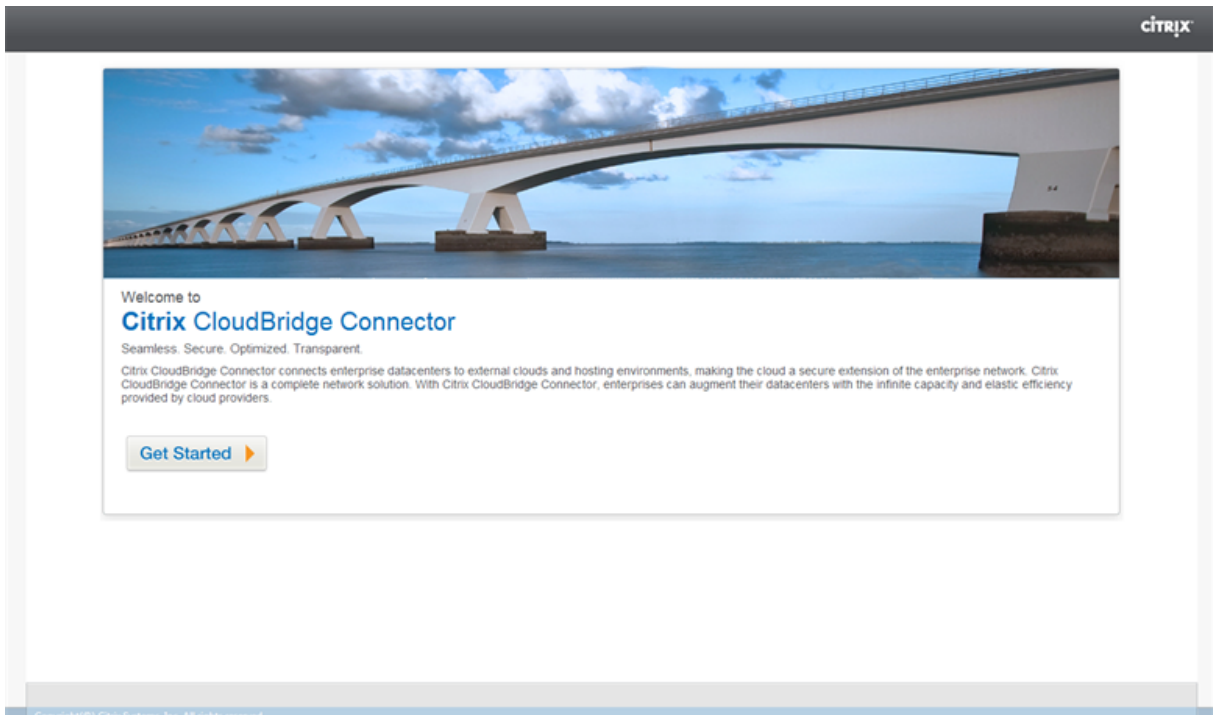 CİTRIX
54
Welcome to
Citrix CloudBridge Connector
Seamless. Secure. Optimized. Transparent.
Citrix CloudBridge Connector connects enterprise datacenters to external clouds and hosting environments, making the cloud a secure extension of the enterprise network. Citrix
CloudBridge Connector is a complete network solution. With Citrix CloudBridge Connector, enterprises can augment their datacenters with the infinite capacity and elastic efficiency
provided by cloud providers.
Get Started